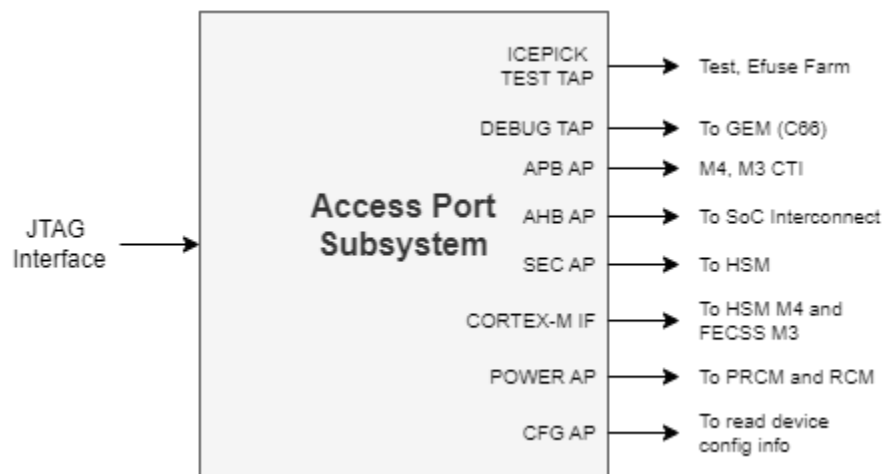 ICEPICK
TEST TAP
Test, Efuse Farm
DEBUG TAP
To GEM (C66)
APB AP
M4, M3 CTI
Access Port
Subsystem
AHB AP
To SoC Interconnect
JTAG
Interface
SEC AP
To HSM
CORTEX-M IF
To HSM M4 and
FECSS M3
POWER AP
To PRCM and RCM
CFG AP
To read device
config info